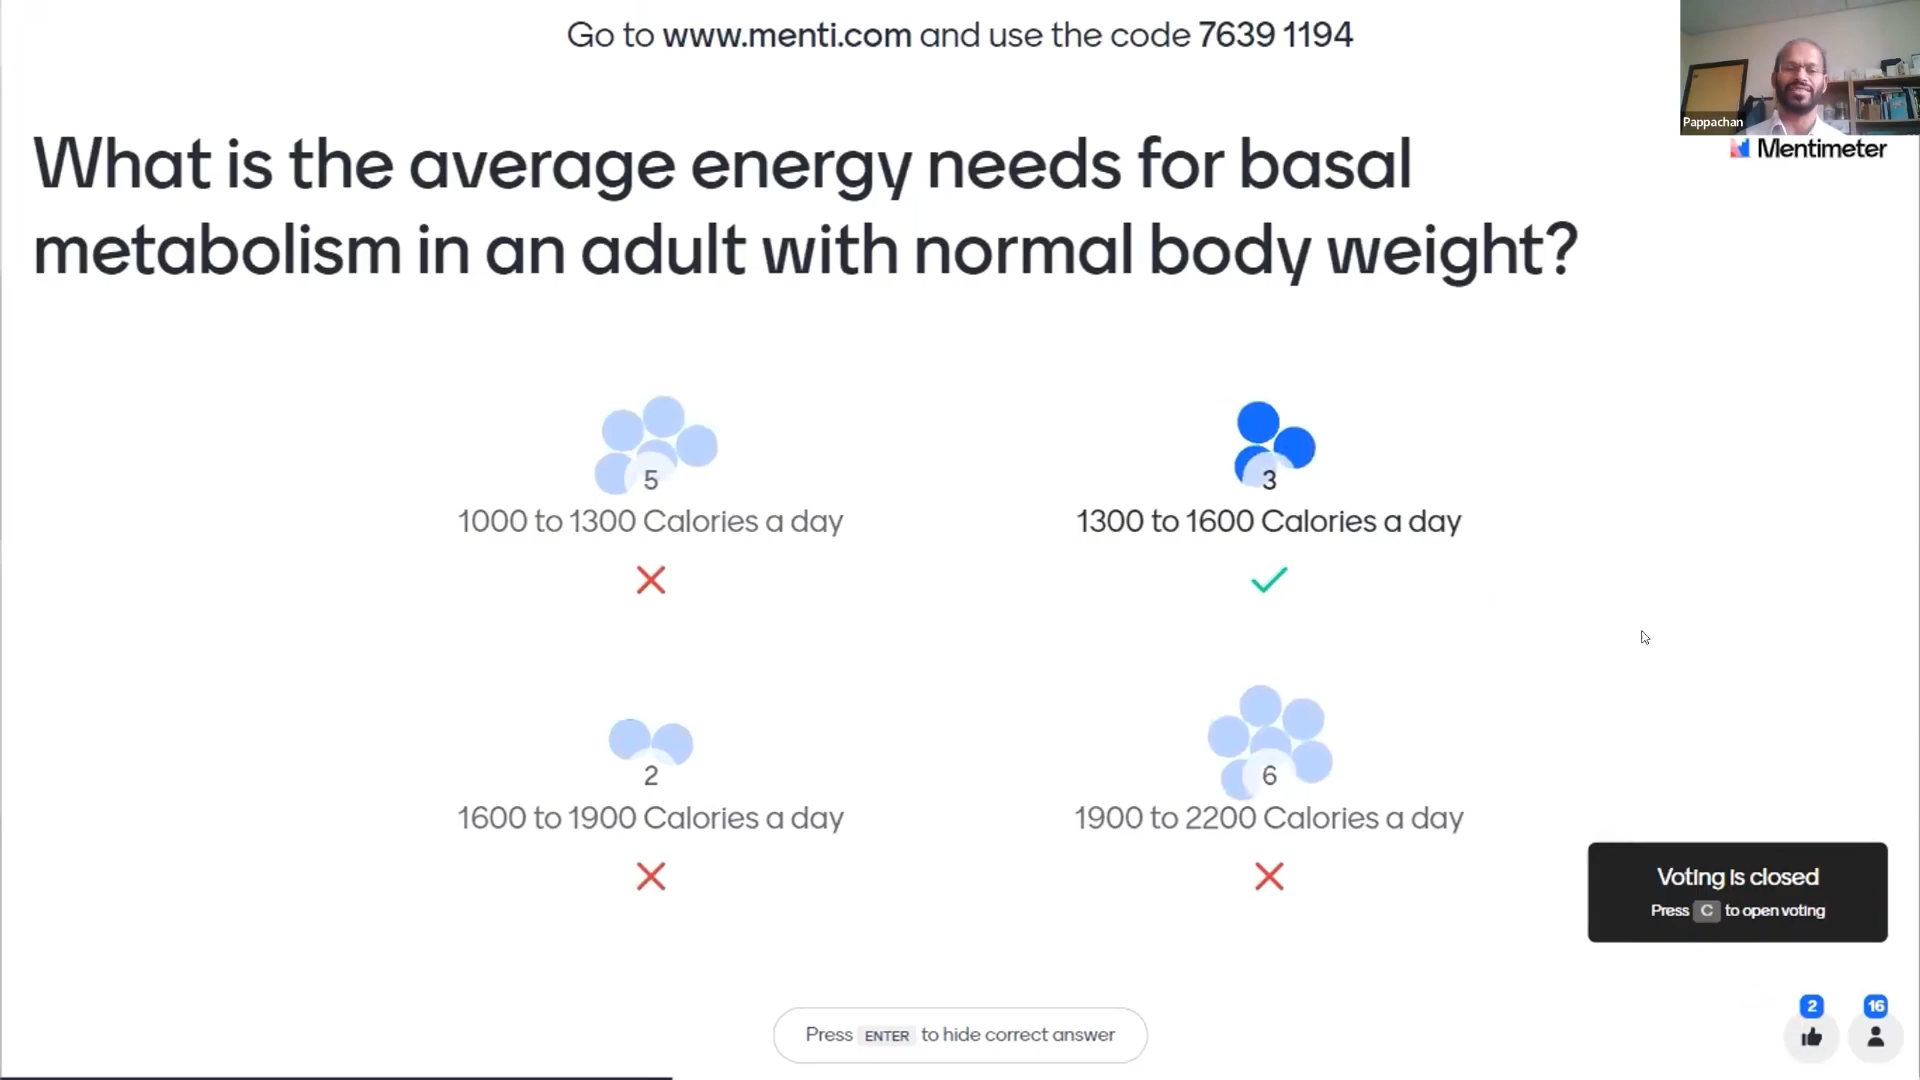 Go to www.menti.com and use the code 7639 1194
Pappachan
Mentimeter
What is the average energy needs for basal
metabolism in an adult with normal body weight?
5
1000 to 1300 Calories a day
3
1300 to 1600 Calories a day
2
1600 to 1900 Calories a day
6
1900 to 2200 Calories a day
Voting is closed
Press C to open voting
2
16
Press ENTER to hide correct answer